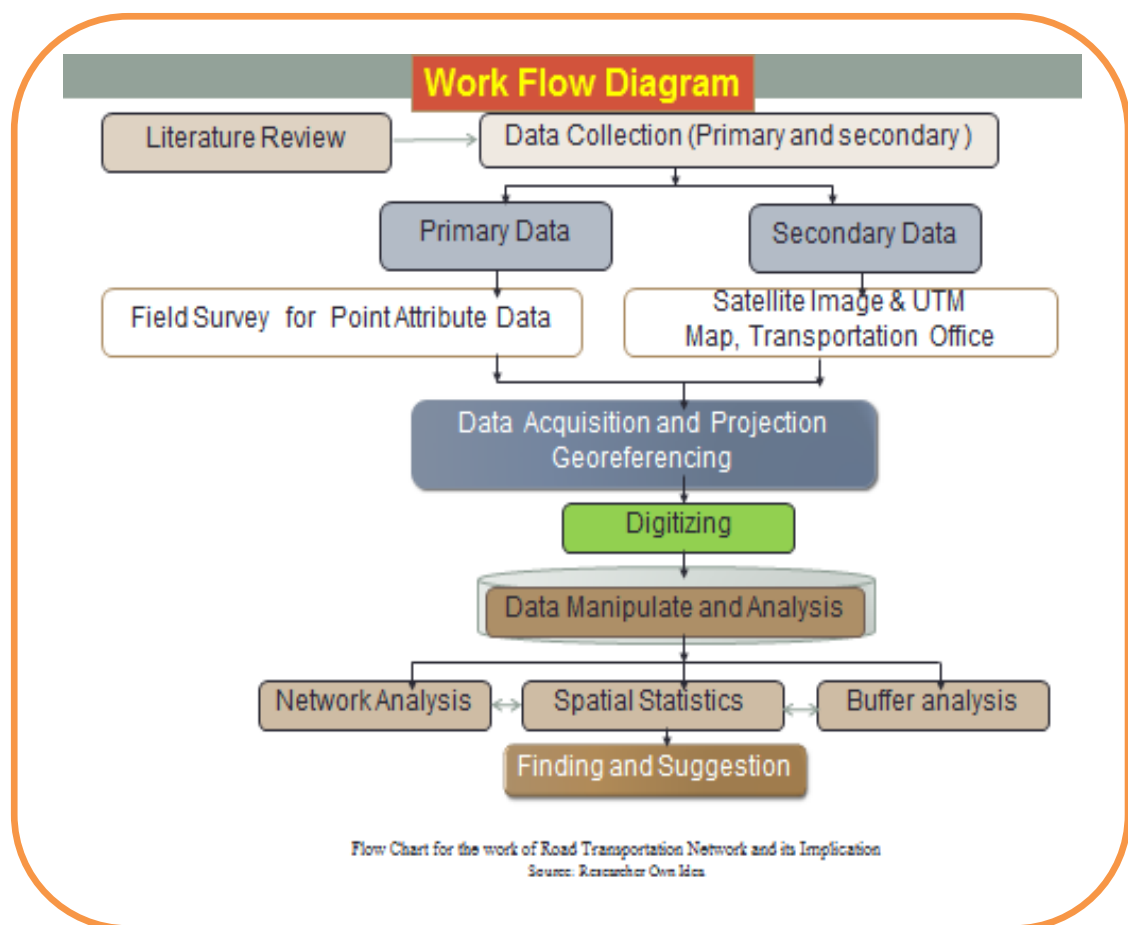 Work Flow Diagram
Literature Review
Data Collection (Primary and secondary )
Primary Data
Secondary Data
Field Survey for Point Attribute Data
Satellite Image & UTM
Map, Transportation Office
Data Acquisition and Projection
Georeferencing
Digitizing
Data Manipulate and Analysis
Network Analysis
Spatial Statistics
Buffer analysis
Finding and Suggestion
Flow Chart for the work of Road Transportation Network and its Implication
Source: Researcher Own Idea